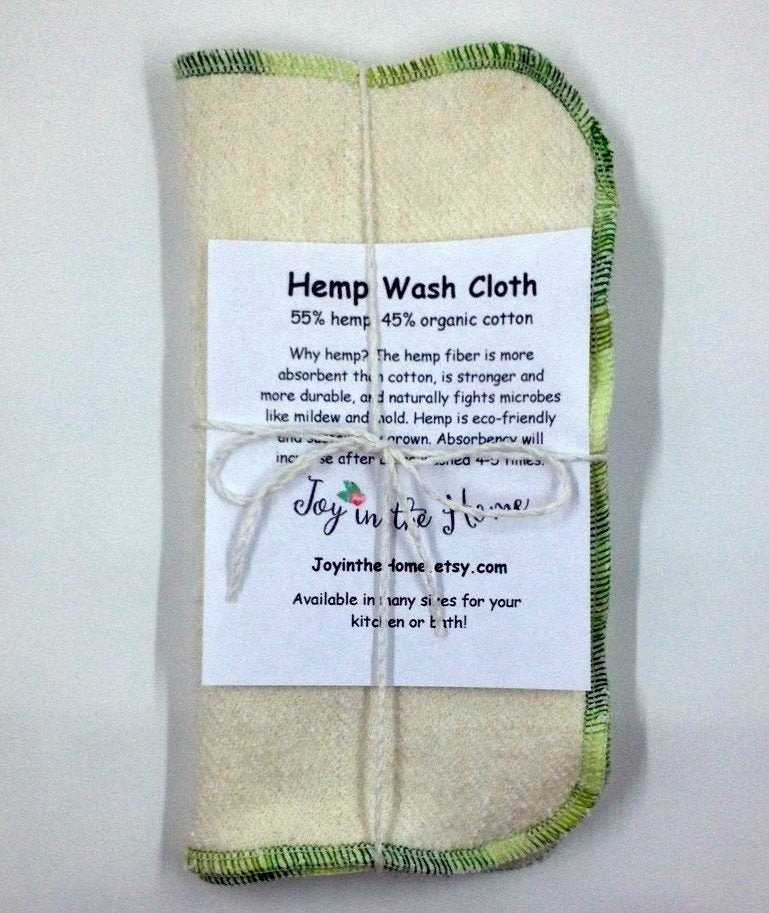 Hemp Wash Cloth
55% hemp 45% organic cotton
Why hemp? The hemp fiber is more
absorbent than cotton, is stronger and
more durable, and naturally fights microbes
like mildew and mold. Hemp is eco-friendly
and grown. Absorbency will
increase after being washed 4-5 times.
Joy in the Home
JoyintheHome.etsy.com
Available in many sizes for your
kitchen or bath!